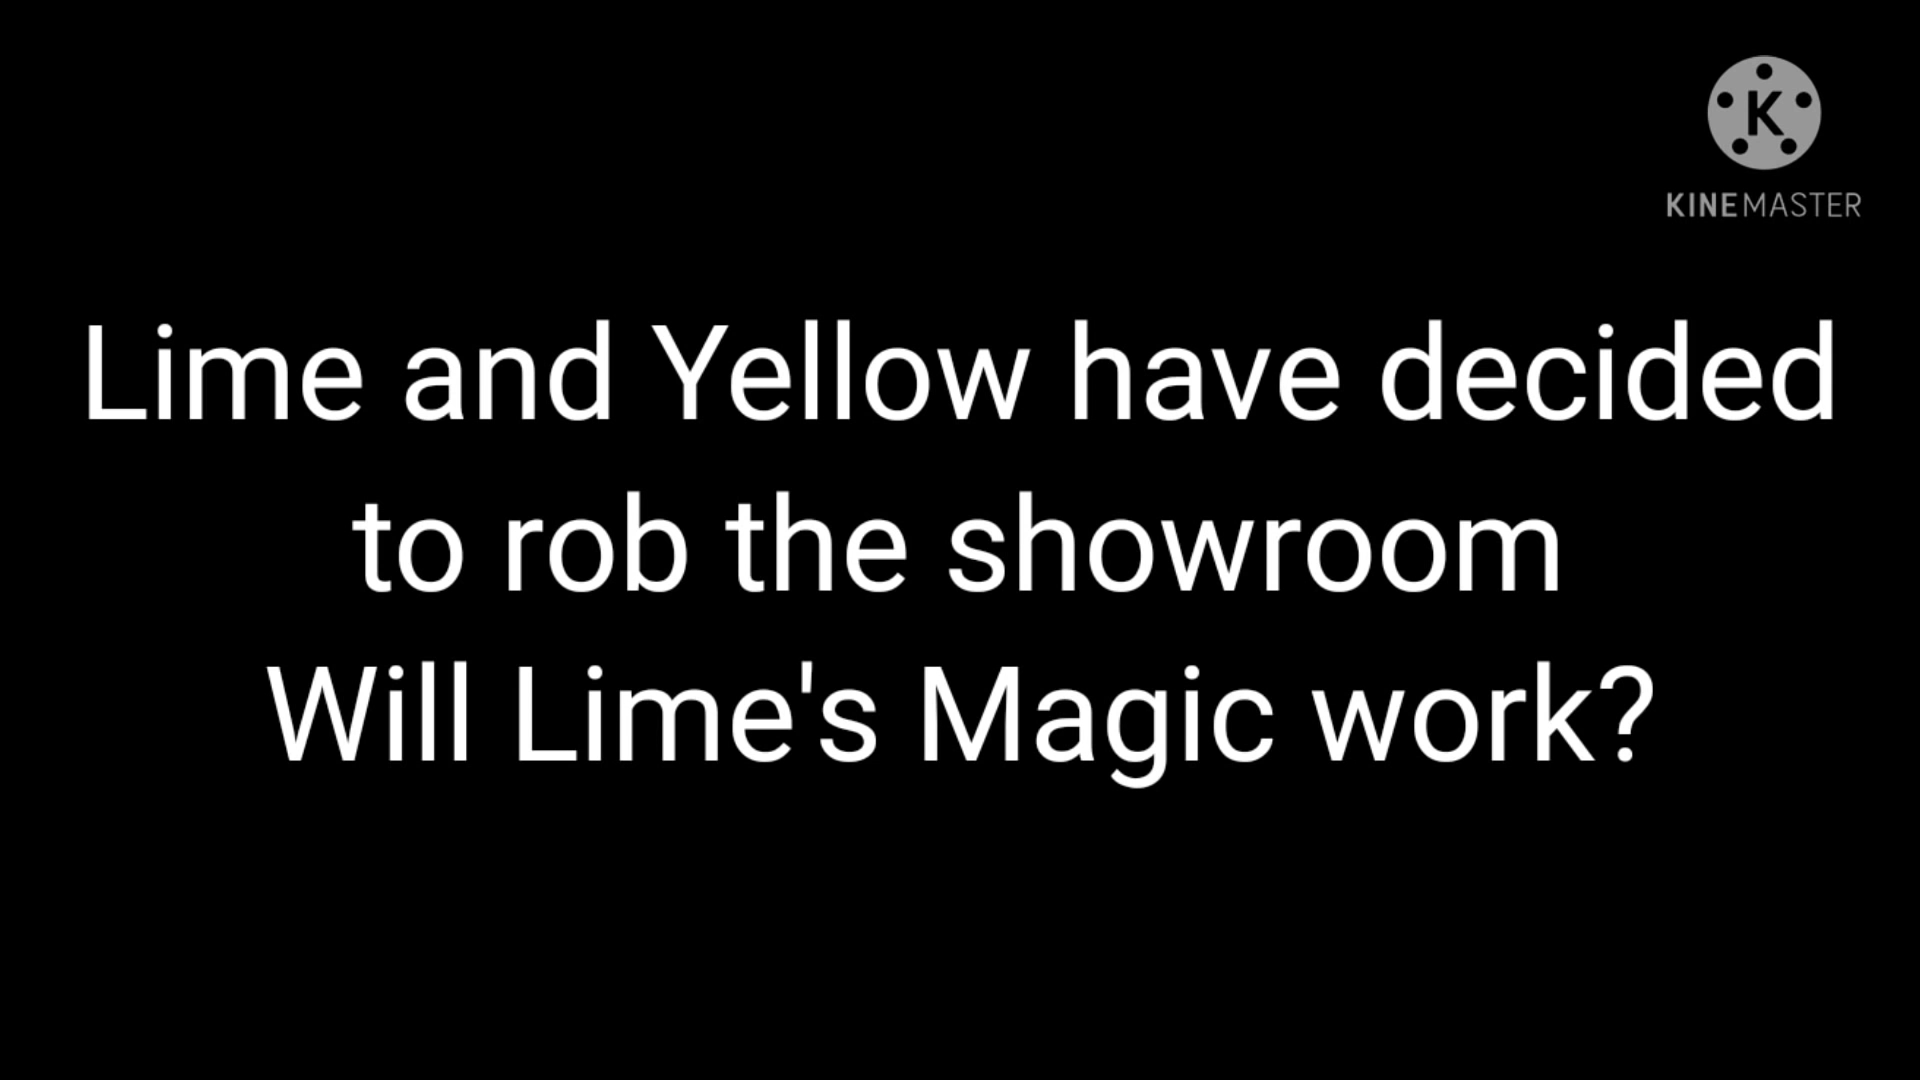 K
KINEMASTER
Lime and Yellow have decided
to rob the showroom
Will Lime's Magic work?